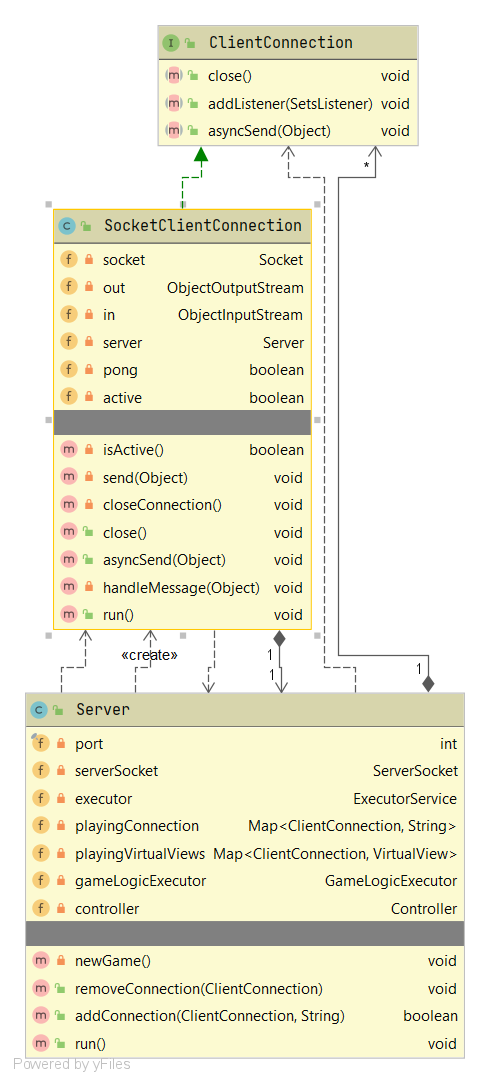 I ClientConnection
m close() void
m addListener(SetsListener) void
m asyncSend(Object) void
*
C SocketClientConnection
f socket Socket
f out ObjectOutputStream
f in ObjectInputStream
f server Server
f pong boolean
f active boolean
m isActive() boolean
m send(Object) void
m closeConnection() void
m close() void
m asyncSend(Object) void
m handleMessage(Object) void
m run() void
«create» 1
1 1
C Server
f port int
f serverSocket ServerSocket
f executor ExecutorService
f playingConnection Map<ClientConnection, String>
f playingVirtualViews Map<ClientConnection, VirtualView>
f gameLogicExecutor GameLogicExecutor
f controller Controller
m newGame() void
m removeConnection(ClientConnection) void
m addConnection(ClientConnection, String) boolean
m run() void
Powered by yFiles